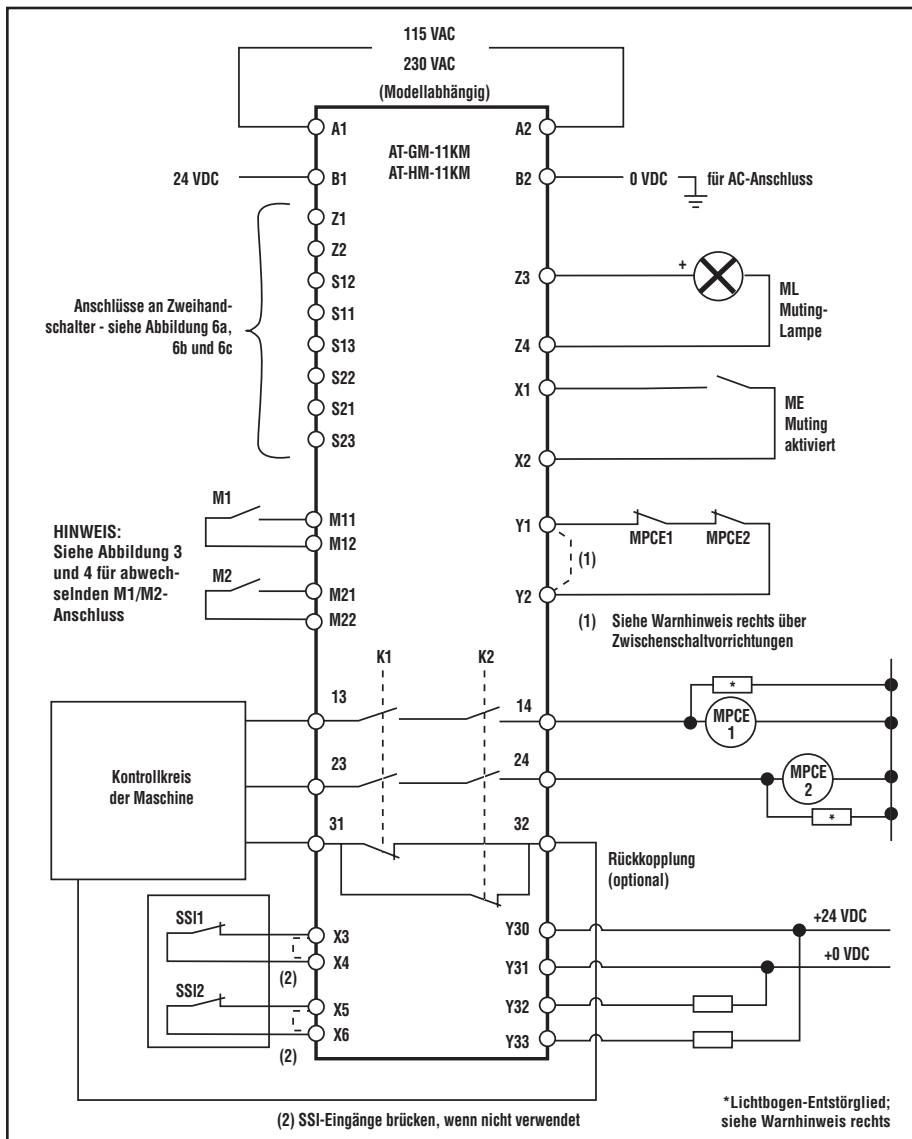 115 VAC
230 VAC
(Modellabhängig)
A1
A2
AT-GM-11KM
AT-HM-11KM
24 VDC
B1
B2
0 VDC
für AC-Anschluss
Z1
Z2
S12
S11
S13
S22
S21
S23
Anschlüsse an Zweihand-
schalter - siehe Abbildung 6a,
6b und 6c
Z3
+
Z4
ML
Muting-
Lampe
X1
X2
ME
Muting
aktiviert
HINWEIS:
Siehe Abbildung 3
und 4 für abwech-
selnden M1/M2-
Anschluss
M1
M11
M12
M2
M21
M22
Y1
MPCE1
MPCE2
(1)
Y2
(1) Siehe Warnhinweis rechts über
Zwischenschaltvorrichtungen
K1
K2
Kontrollkreis
der Maschine
13
14
*
MPCE
1
23
24
MPCE
2
*
31
32
Rückkopplung
(optional)
SSI1
X3
X4
(2)
SSI2
X5
X6
(2)
Y30
+24 VDC
Y31
+0 VDC
Y32
Y33
(2) SSI-Eingänge brücken, wenn nicht verwendet
*Lichtbogen-Entstörglied;
siehe Warnhinweis rechts